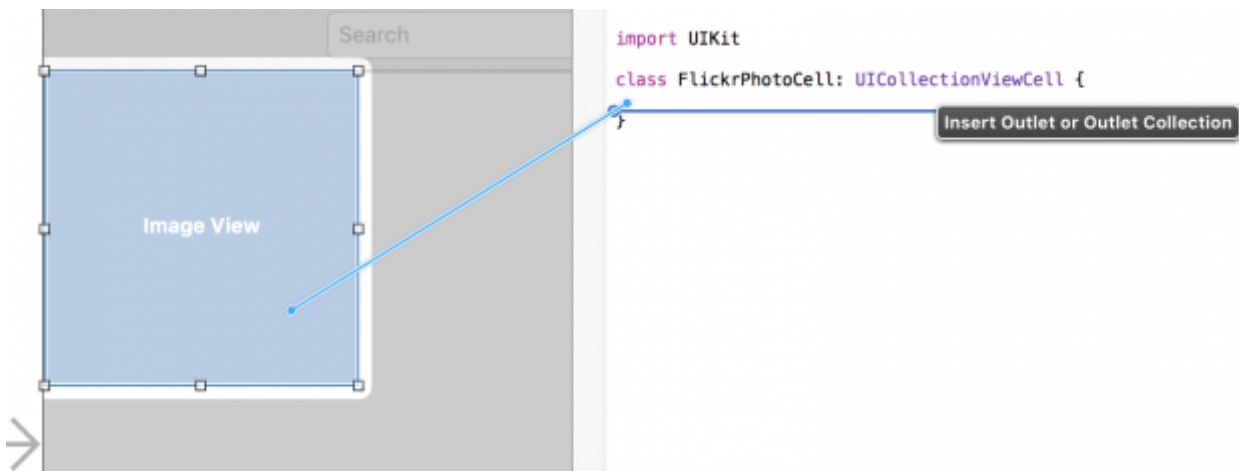 Search
Image View
import UIKit
class FlickrPhotoCell: UICollectionViewCell {
}
Insert Outlet or Outlet Collection